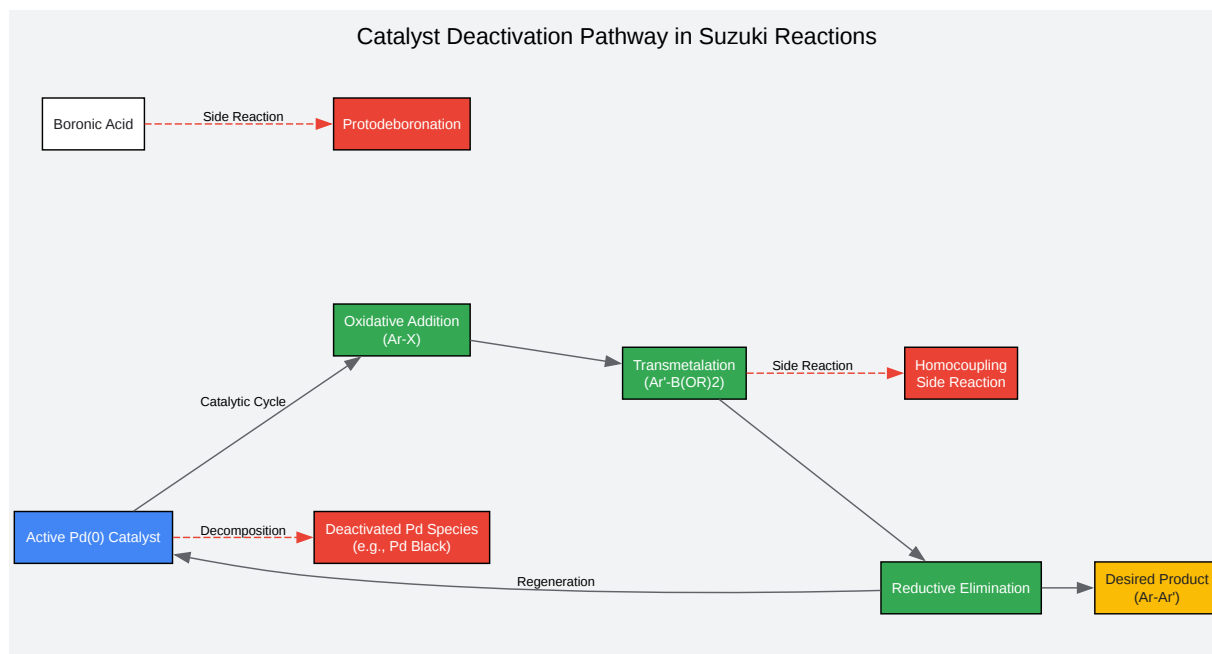 Catalyst Deactivation Pathway in Suzuki Reactions
Boronic Acid
Side Reaction
Protodeboronation
Oxidative Addition
(Ar-X)
Transmetalation
(Ar'-B(OR)2)
Side Reaction
Homocoupling
Side Reaction
Catalytic Cycle
Active Pd(0) Catalyst
Decomposition
Deactivated Pd Species
(e.g., Pd Black)
Regeneration
Reductive Elimination
Desired Product
(Ar-Ar')